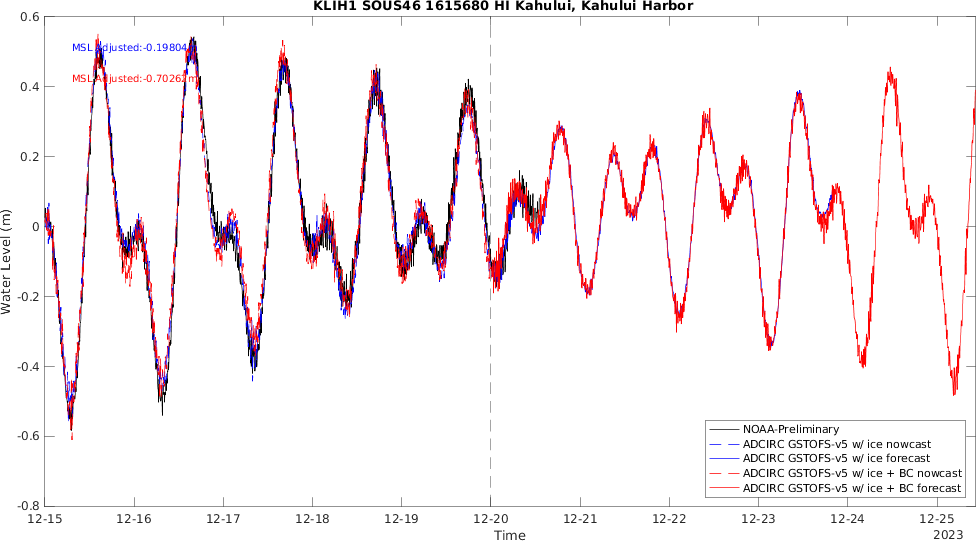 KLIH1 SOUS46 1615680 HI Kahului, Kahului Harbor
0.6
0.4
0.2
0
-0.2
-0.4
-0.6
-0.8
Water Level (m)
MSL Adjusted:-0.19804
MSL Adjusted:-0.70262m
NOAA-Preliminary
ADCIRC GSTOFS-v5 w/ ice nowcast
ADCIRC GSTOFS-v5 w/ ice forecast
ADCIRC GSTOFS-v5 w/ ice + BC nowcast
ADCIRC GSTOFS-v5 w/ ice + BC forecast
12-15 12-16 12-17 12-18 12-19 12-20 12-21 12-22 12-23 12-24 12-25
Time
2023